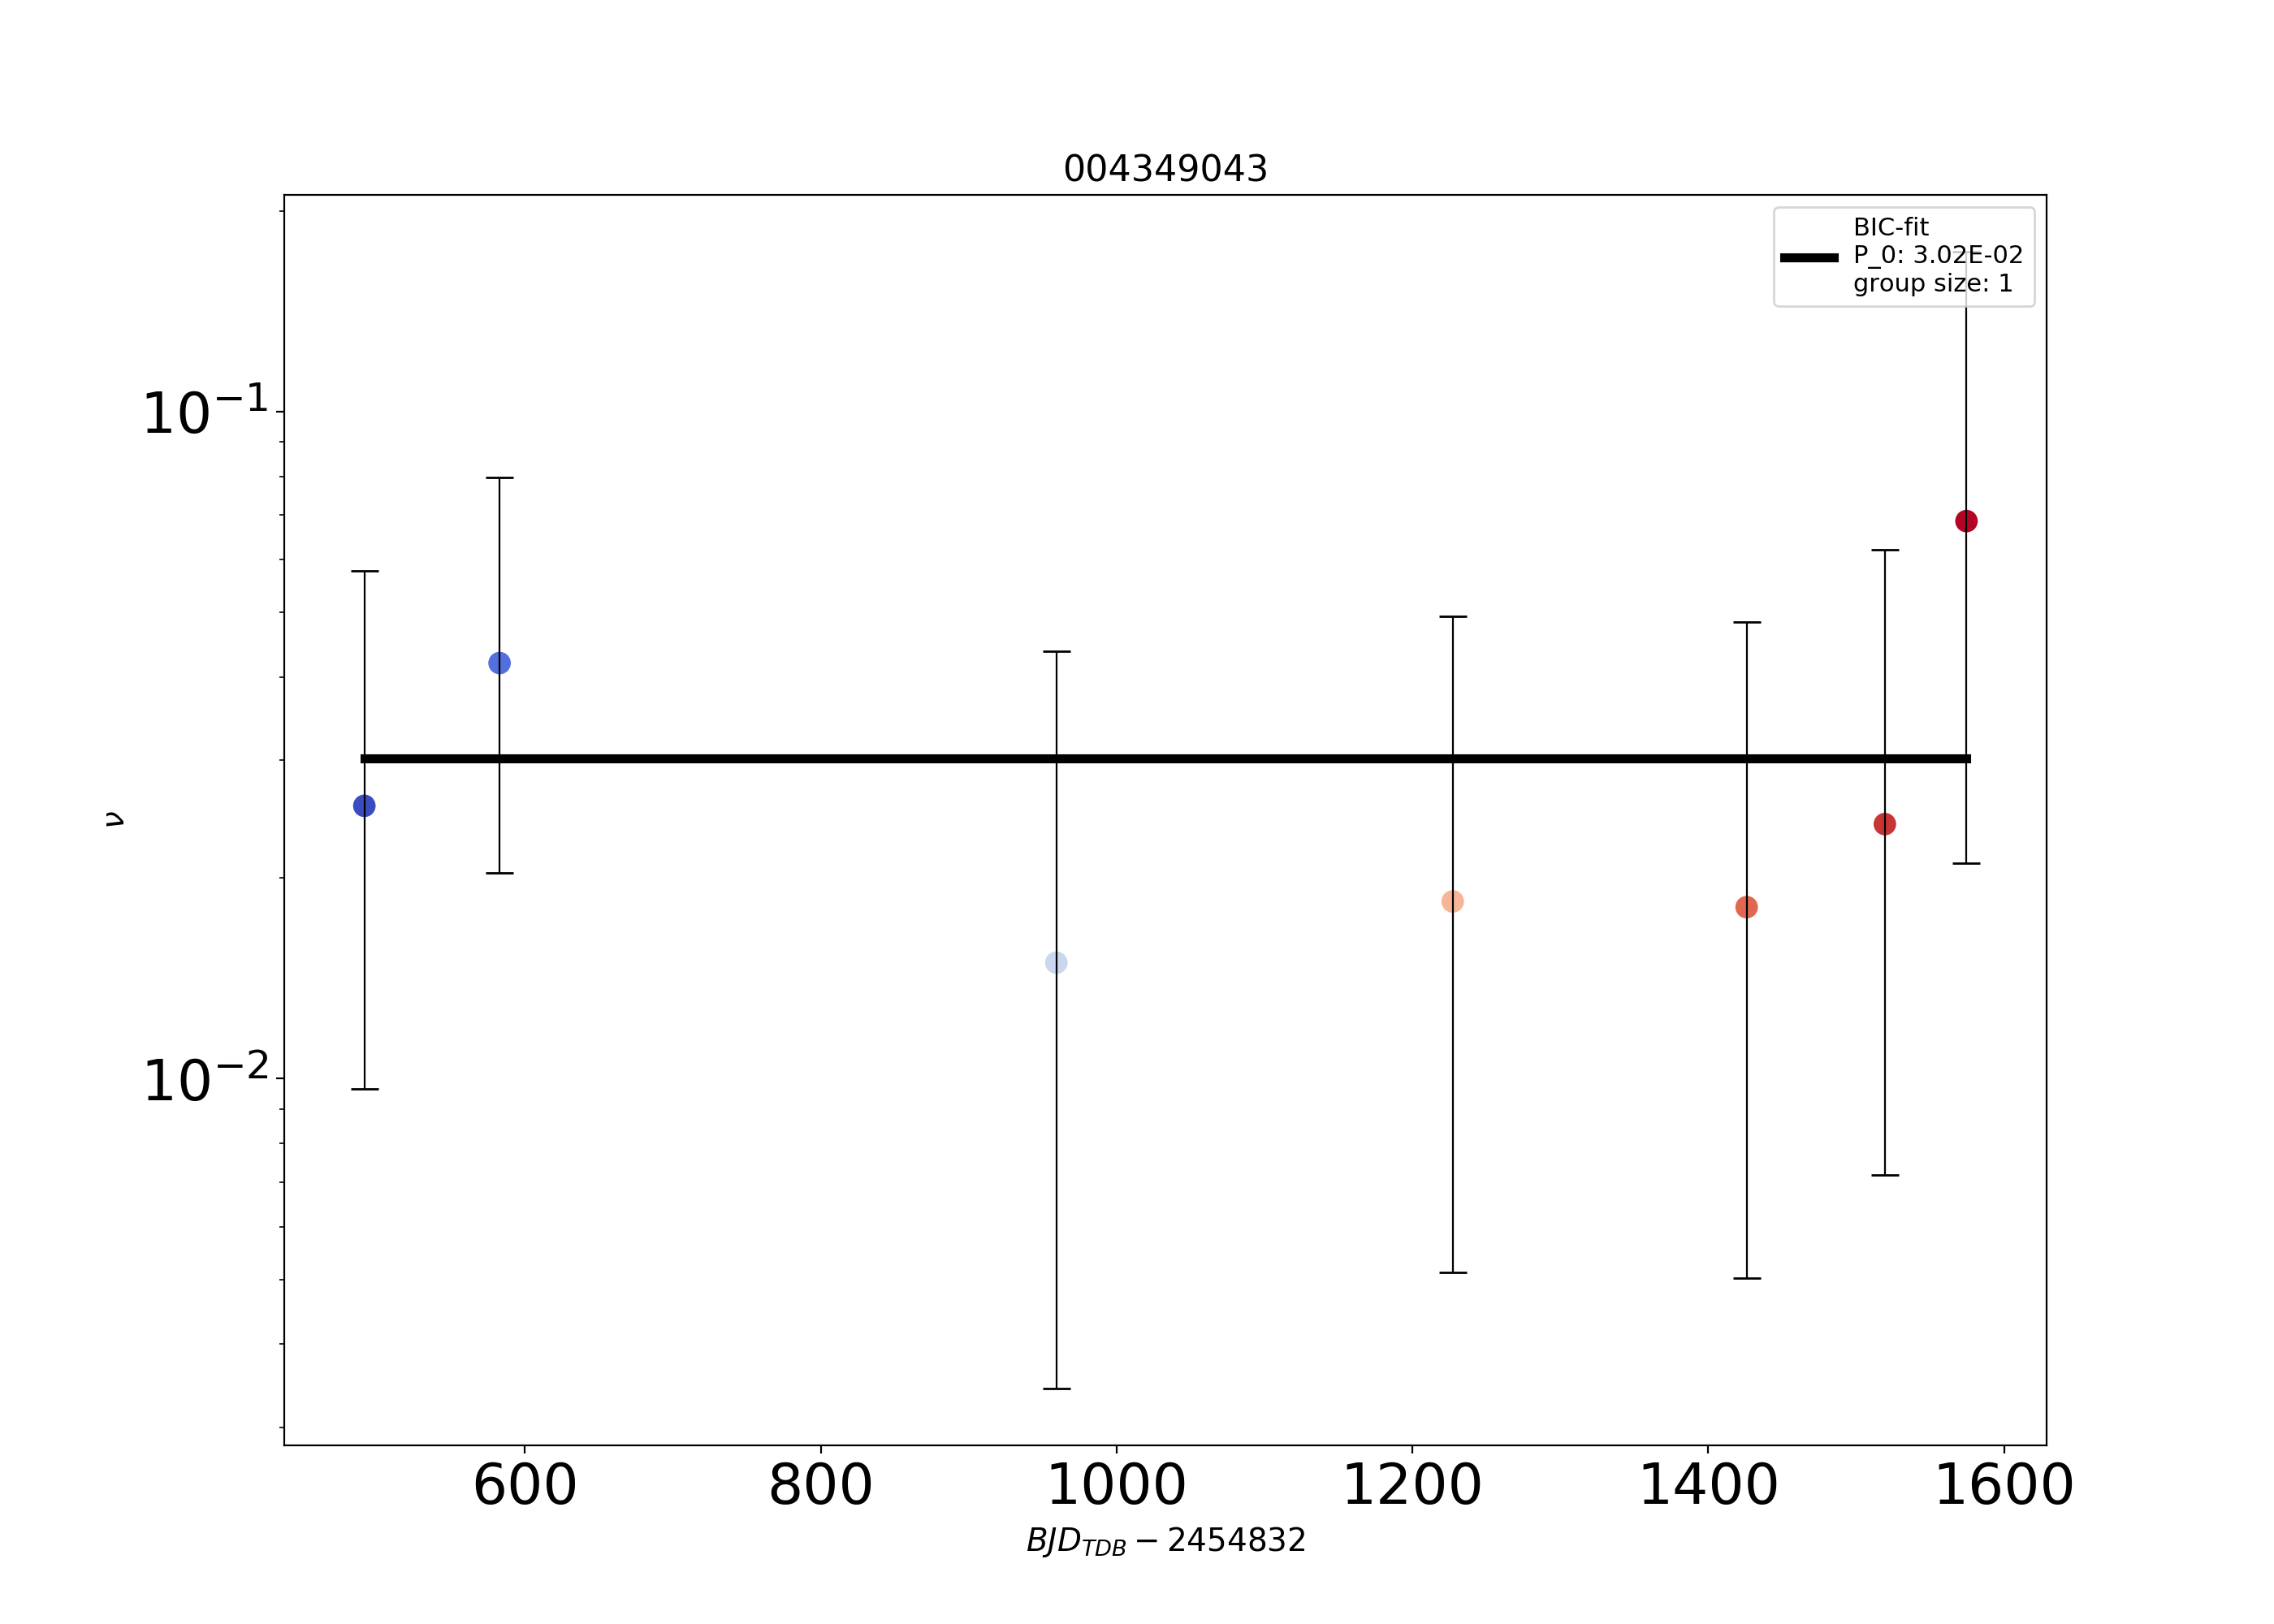 004349043
BIC-fit
P_0: 3.02E-02
group size: 1
10⁻¹
10⁻²
ν
600 800 1000 1200 1400 1600
BJD_{TDB} − 2454832